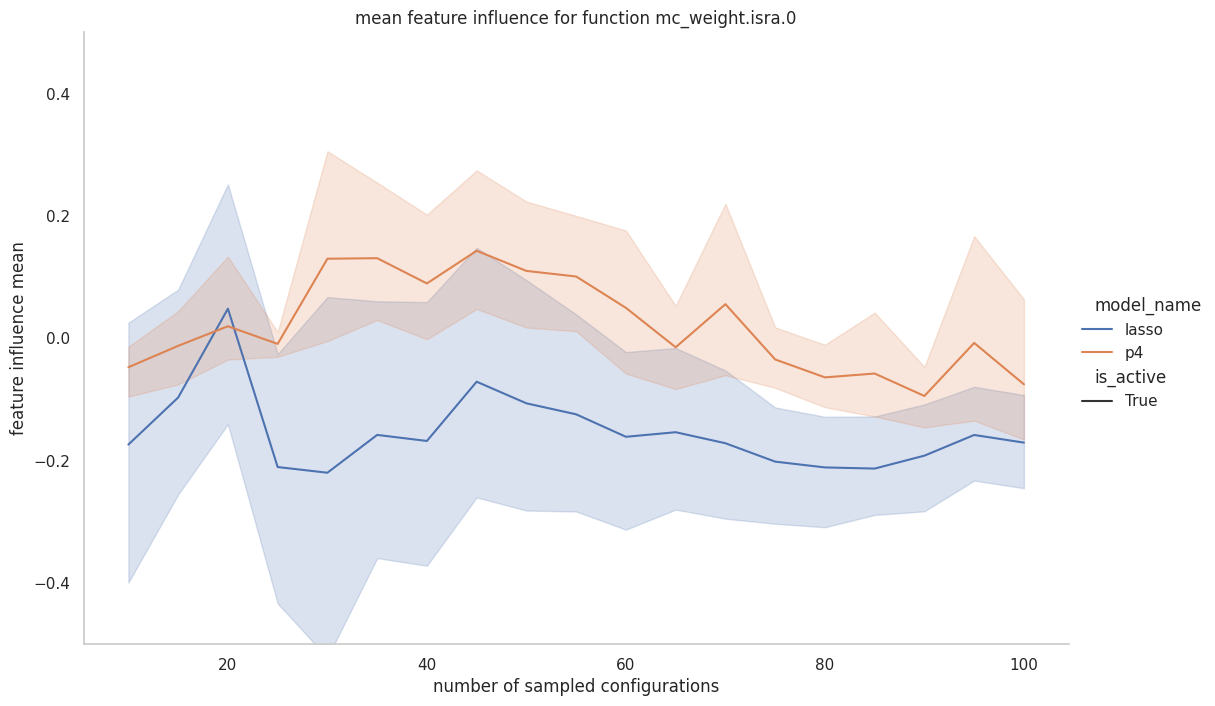 mean feature influence for function mc_weight.isra.0
feature influence mean
0.4
0.2
0.0
−0.2
−0.4
20 40 60 80 100
number of sampled configurations
model_name
lasso
p4
is_active
True